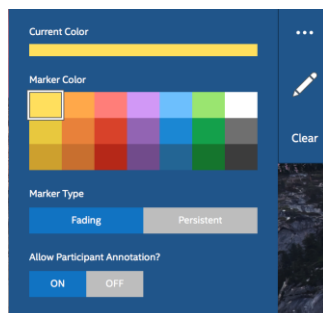 Current Color
Marker Color
Clear
Marker Type
Fading Persistent
Allow Participant Annotation?
ON OFF